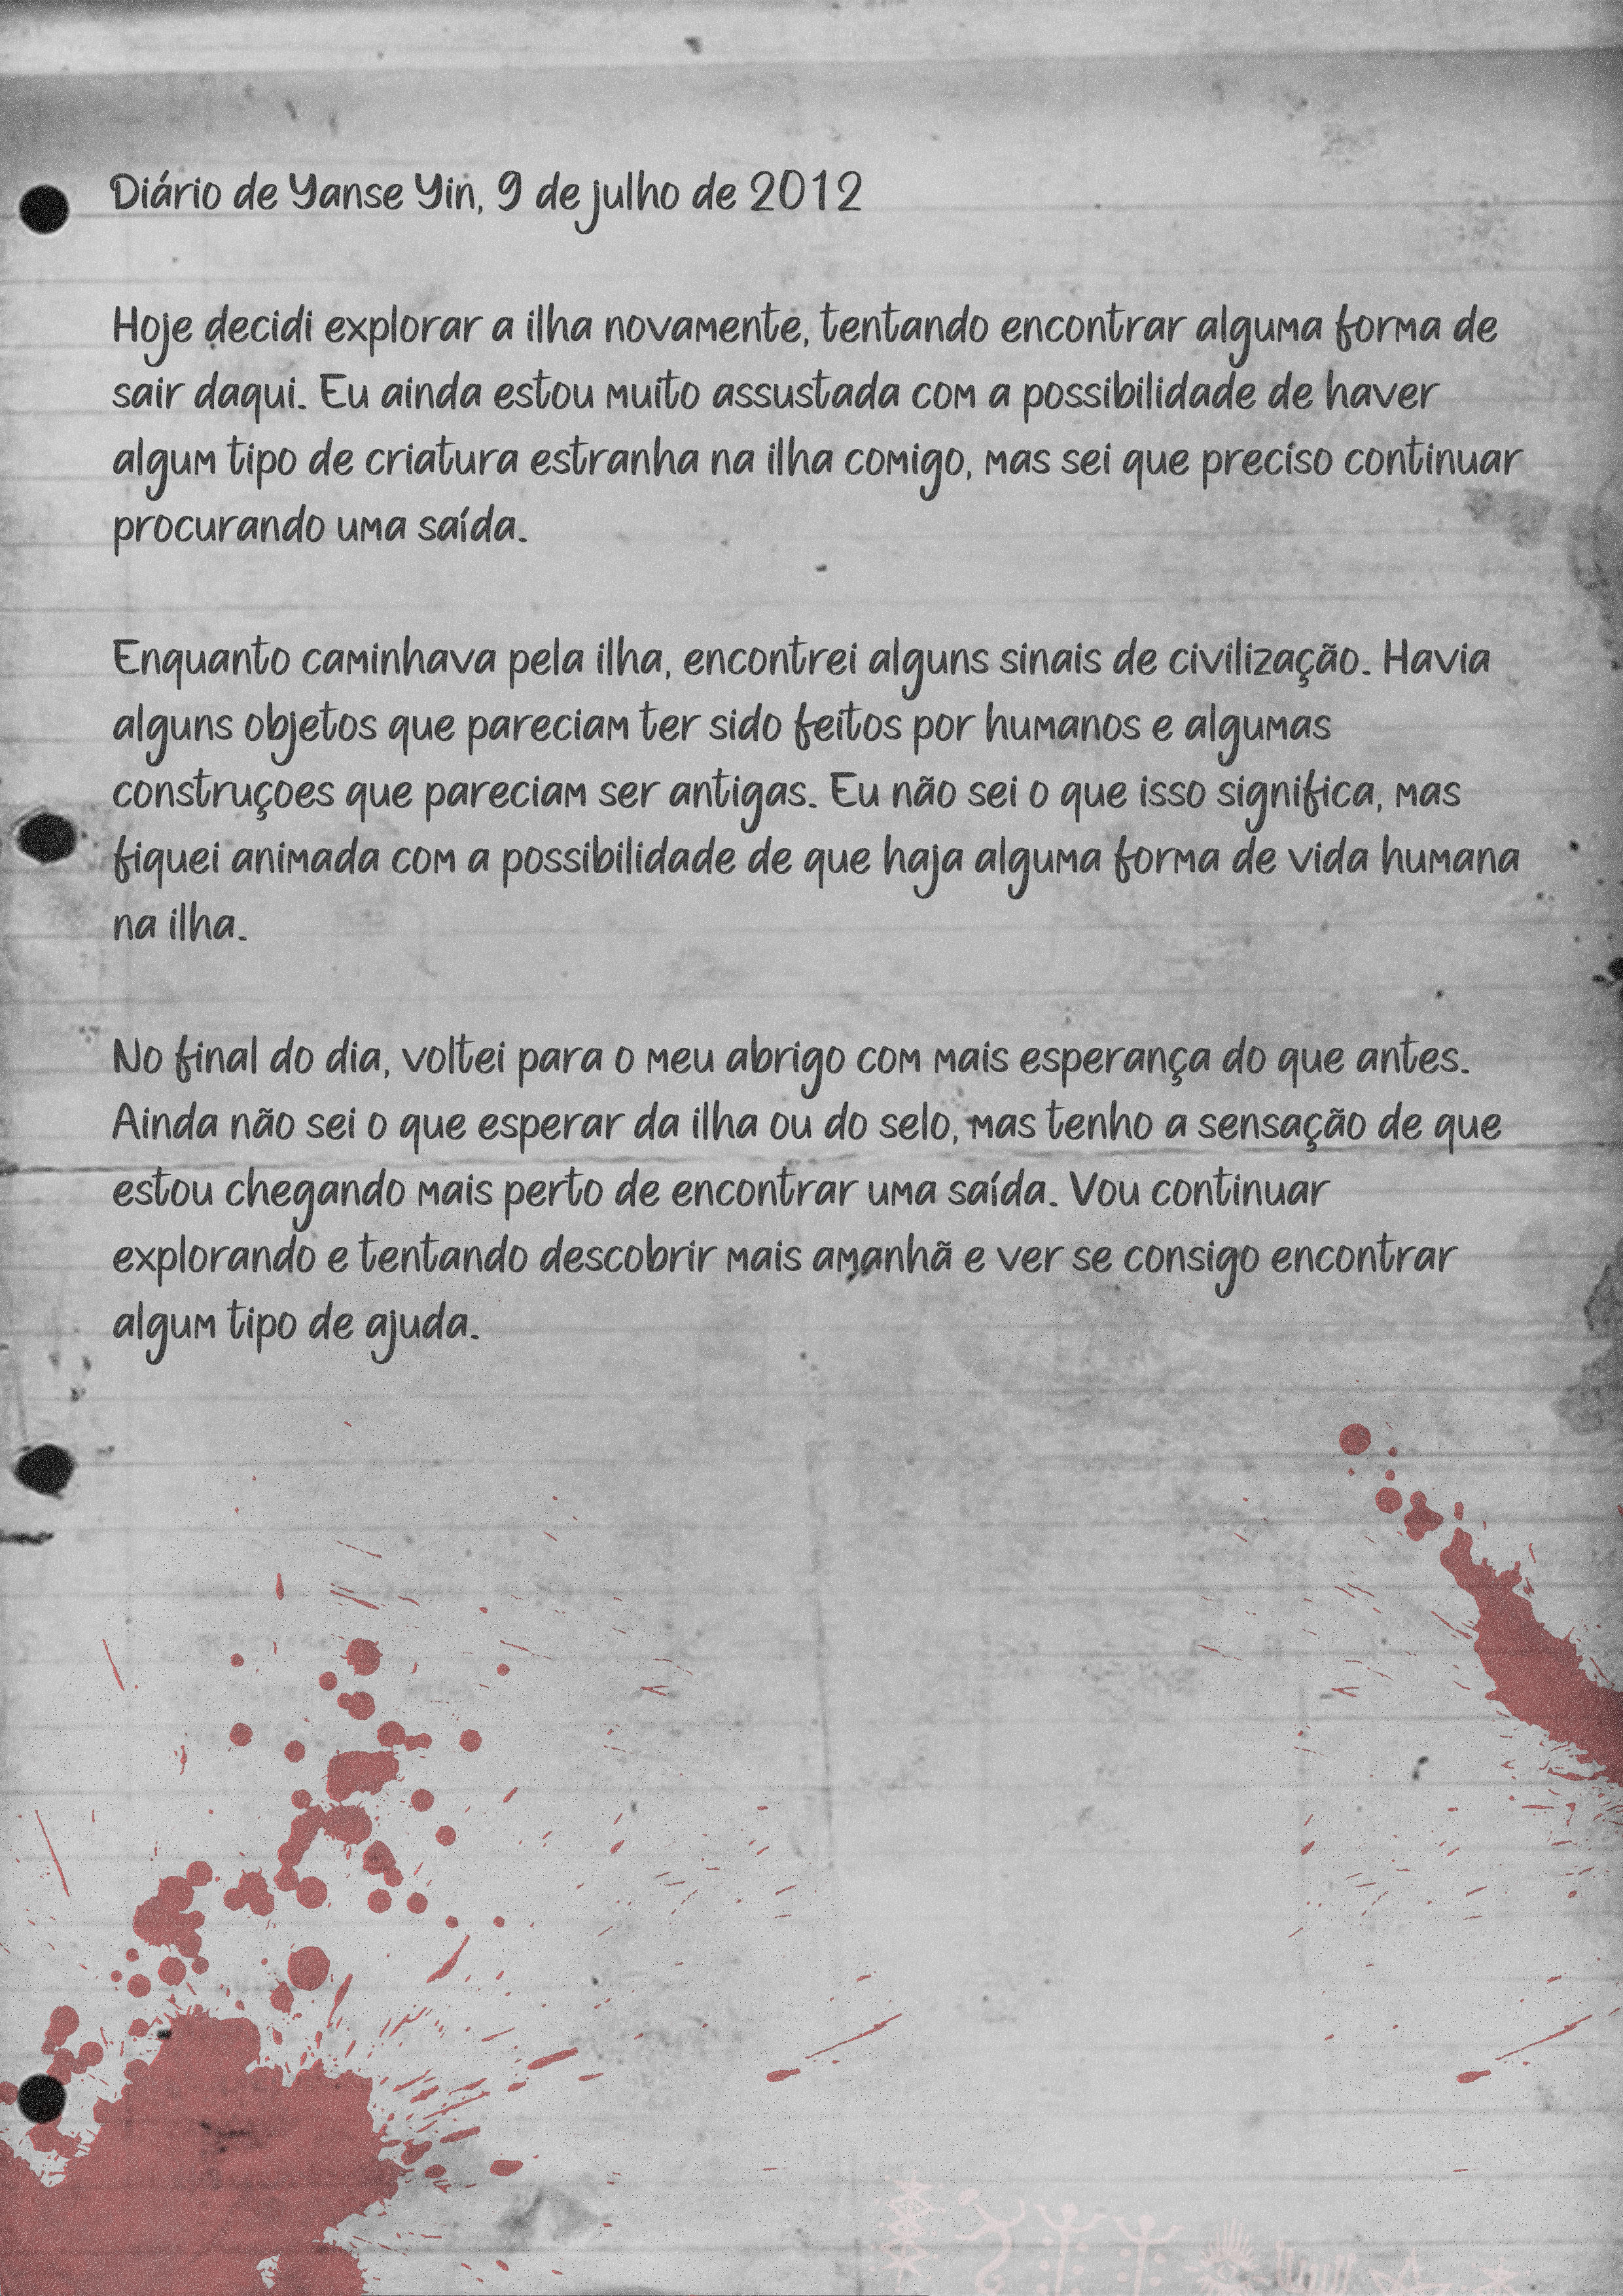 Diário de Yanse Yin, 9 de julho de 2012
Hoje decidi explorar a ilha novamente, tentando encontrar alguma forma de
sair daqui. Eu ainda estou muito assustada com a possibilidade de haver
algum tipo de criatura estranha na ilha comigo, mas sei que preciso continuar
procurando uma saída.
Enquanto caminhava pela ilha, encontrei alguns sinais de civilização. Havia
alguns objetos que pareciam ter sido feitos por humanos e algumas
construçoes que pareciam ser antigas. Eu não sei o que isso significa, mas
fiquei animada com a possibilidade de que haja alguma forma de vida humana
na ilha.
No final do dia, voltei para o meu abrigo com mais esperança do que antes.
Ainda não sei o que esperar da ilha ou do selo, mas tenho a sensação de que
estou chegando mais perto de encontrar uma saída. Vou continuar
explorando e tentando descobrir mais amanhã e ver se consigo encontrar
algum tipo de ajuda.